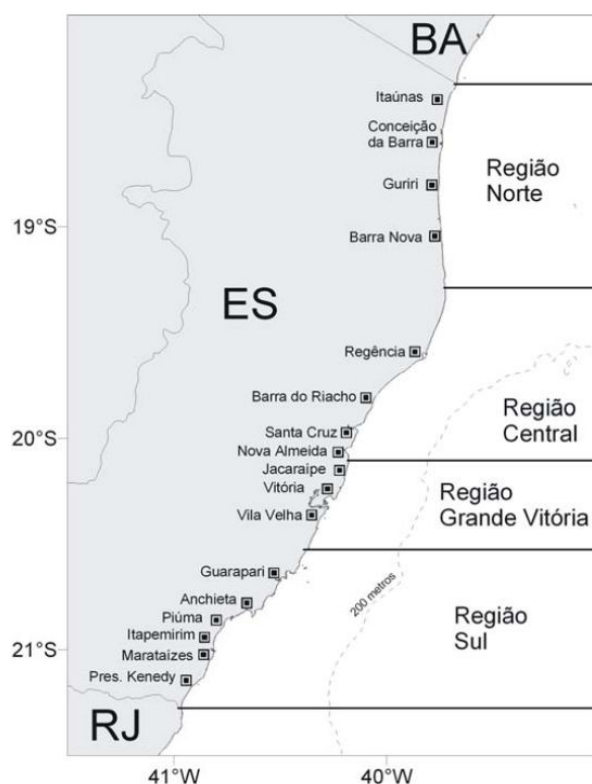 BA
Itaúnas
Conceição
da Barra
Região
Norte
Guriri
19°S
Barra Nova
ES
Regência
Barra do Riacho
Região
Central
Santa Cruz
20°S
Nova Almeida
Jacaraípe
Vitória
Região
Grande Vitória
Vila Velha
Guarapari
200 metros
Anchieta
Piúma
Região
Sul
Itapemirim
21°S
Marataízes
Pres. Kenedy
RJ
41°W
40°W